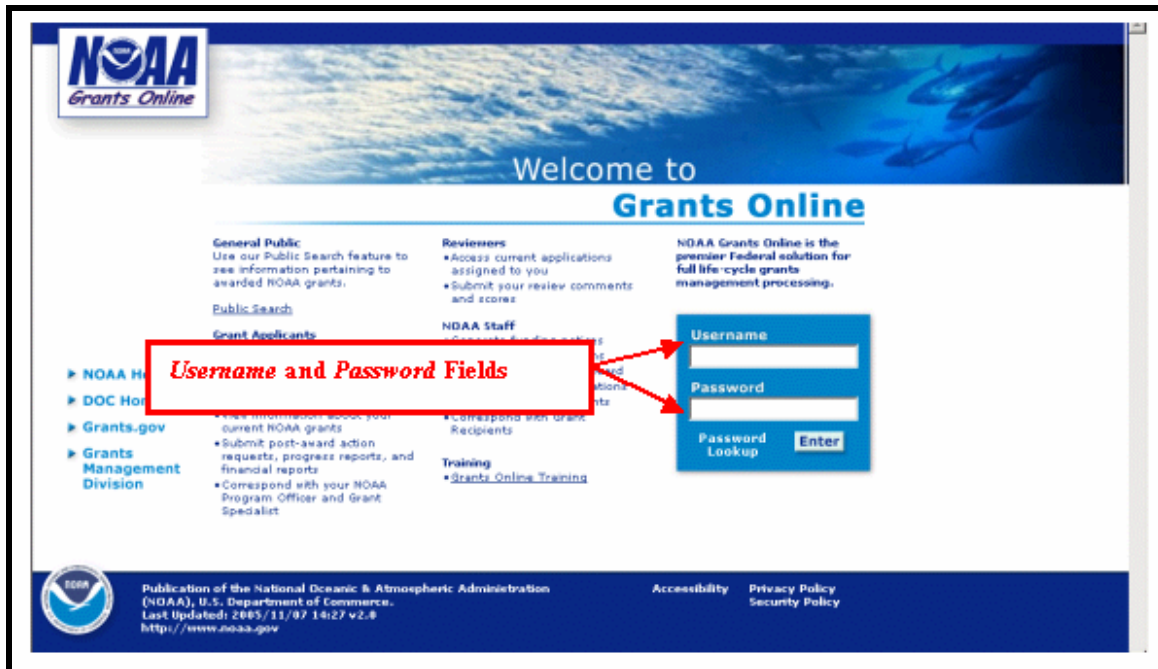 NOAA
Grants Online
Welcome to
Grants Online
General Public
Use our Public Search feature to
see information pertaining to
awarded NOAA grants.
Public Search
Grant Applicants
current NOAA grants
•Submit post-award action
requests, progress reports, and
financial reports
•Correspond with your NOAA
Program Officer and Grant
Specialist
Reviewers
•Access current applications
assigned to you
•Submit your review comments
and scores
NOAA Staff
•Correspond with Grant
Recipients
Training
•Grants Online Training
NOAA Grants Online is the
premier Federal solution for
full life-cycle grants
management processing.
Username
Password
Password
Lookup
Enter
Username and Password Fields
NOAA
DOC
Grants.gov
Grants
Management
Division
NOAA
Publication of the National Oceanic & Atmospheric Administration
(NOAA), U.S. Department of Commerce.
Last Updated: 2005/11/07 14:27 v2.0
http://www.noaa.gov
Accessibility
Privacy Policy
Security Policy